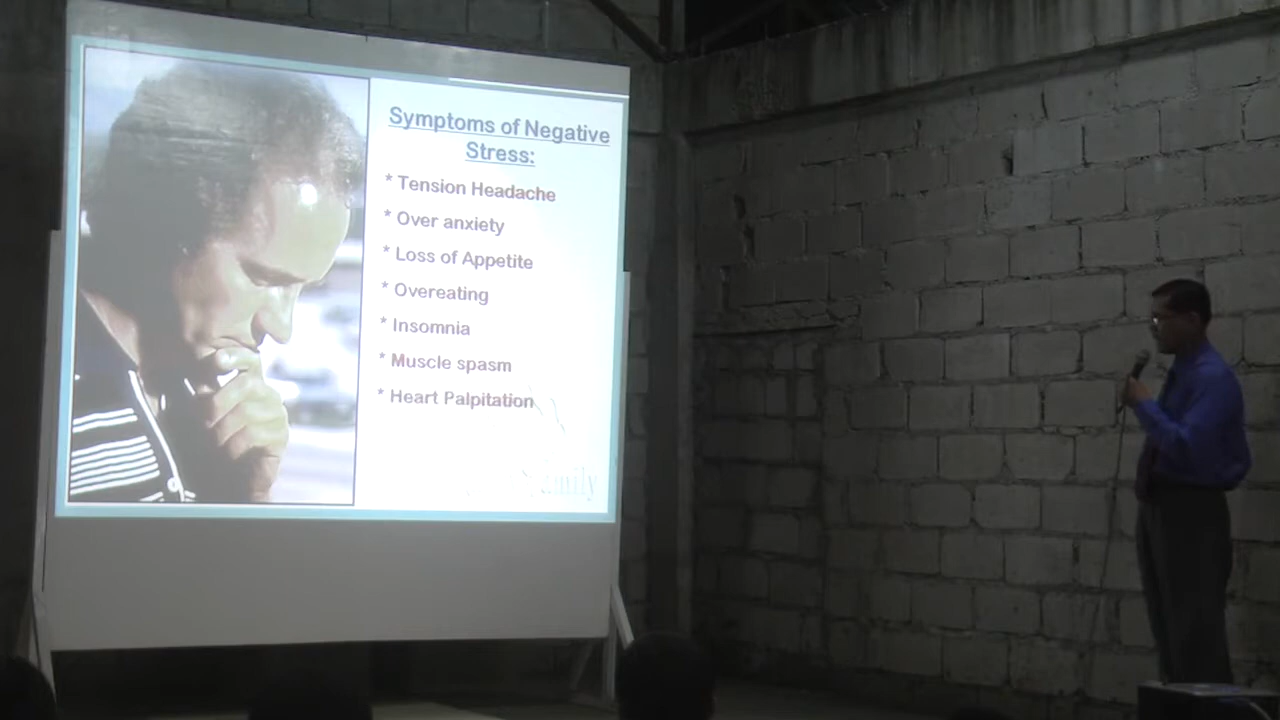 Symptoms of Negative
Stress:
* Tension Headache
* Over anxiety
* Loss of Appetite
* Overeating
* Insomnia
* Muscle spasm
* Heart Palpitation